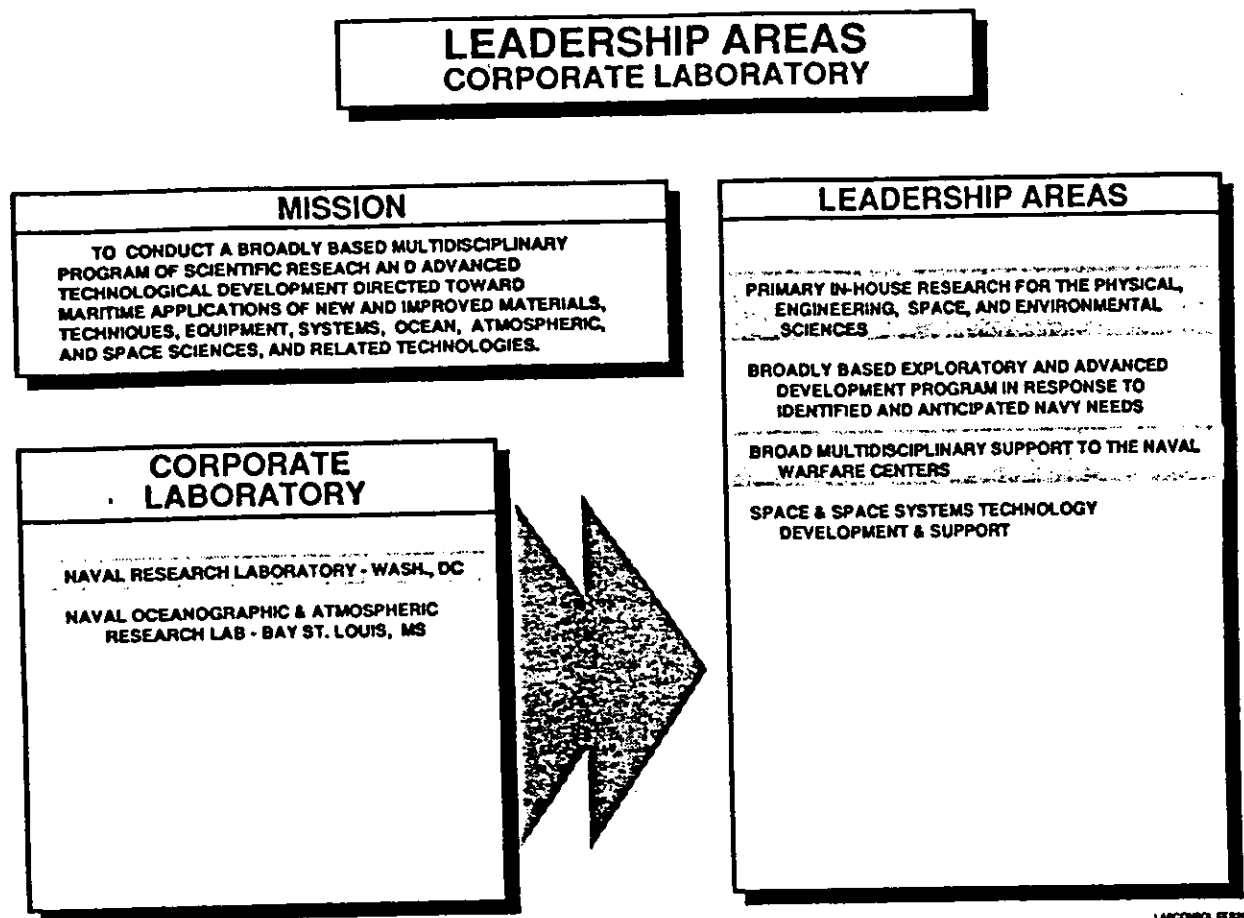 LEADERSHIP AREAS
CORPORATE LABORATORY
MISSION
TO CONDUCT A BROADLY BASED MULTIDISCIPLINARY
PROGRAM OF SCIENTIFIC RESEACH AN D ADVANCED
TECHNOLOGICAL DEVELOPMENT DIRECTED TOWARD
MARITIME APPLICATIONS OF NEW AND IMPROVED MATERIALS,
TECHNIQUES, EQUIPMENT, SYSTEMS, OCEAN, ATMOSPHERIC,
AND SPACE SCIENCES, AND RELATED TECHNOLOGIES.
CORPORATE
LABORATORY
NAVAL RESEARCH LABORATORY - WASH., DC
NAVAL OCEANOGRAPHIC & ATMOSPHERIC
RESEARCH LAB - BAY ST. LOUIS, MS
LEADERSHIP AREAS
PRIMARY IN-HOUSE RESEARCH FOR THE PHYSICAL,
ENGINEERING, SPACE, AND ENVIRONMENTAL
SCIENCES
BROADLY BASED EXPLORATORY AND ADVANCED
DEVELOPMENT PROGRAM IN RESPONSE TO
IDENTIFIED AND ANTICIPATED NAVY NEEDS
BROAD MULTIDISCIPLINARY SUPPORT TO THE NAVAL
WARFARE CENTERS
SPACE & SPACE SYSTEMS TECHNOLOGY
DEVELOPMENT & SUPPORT